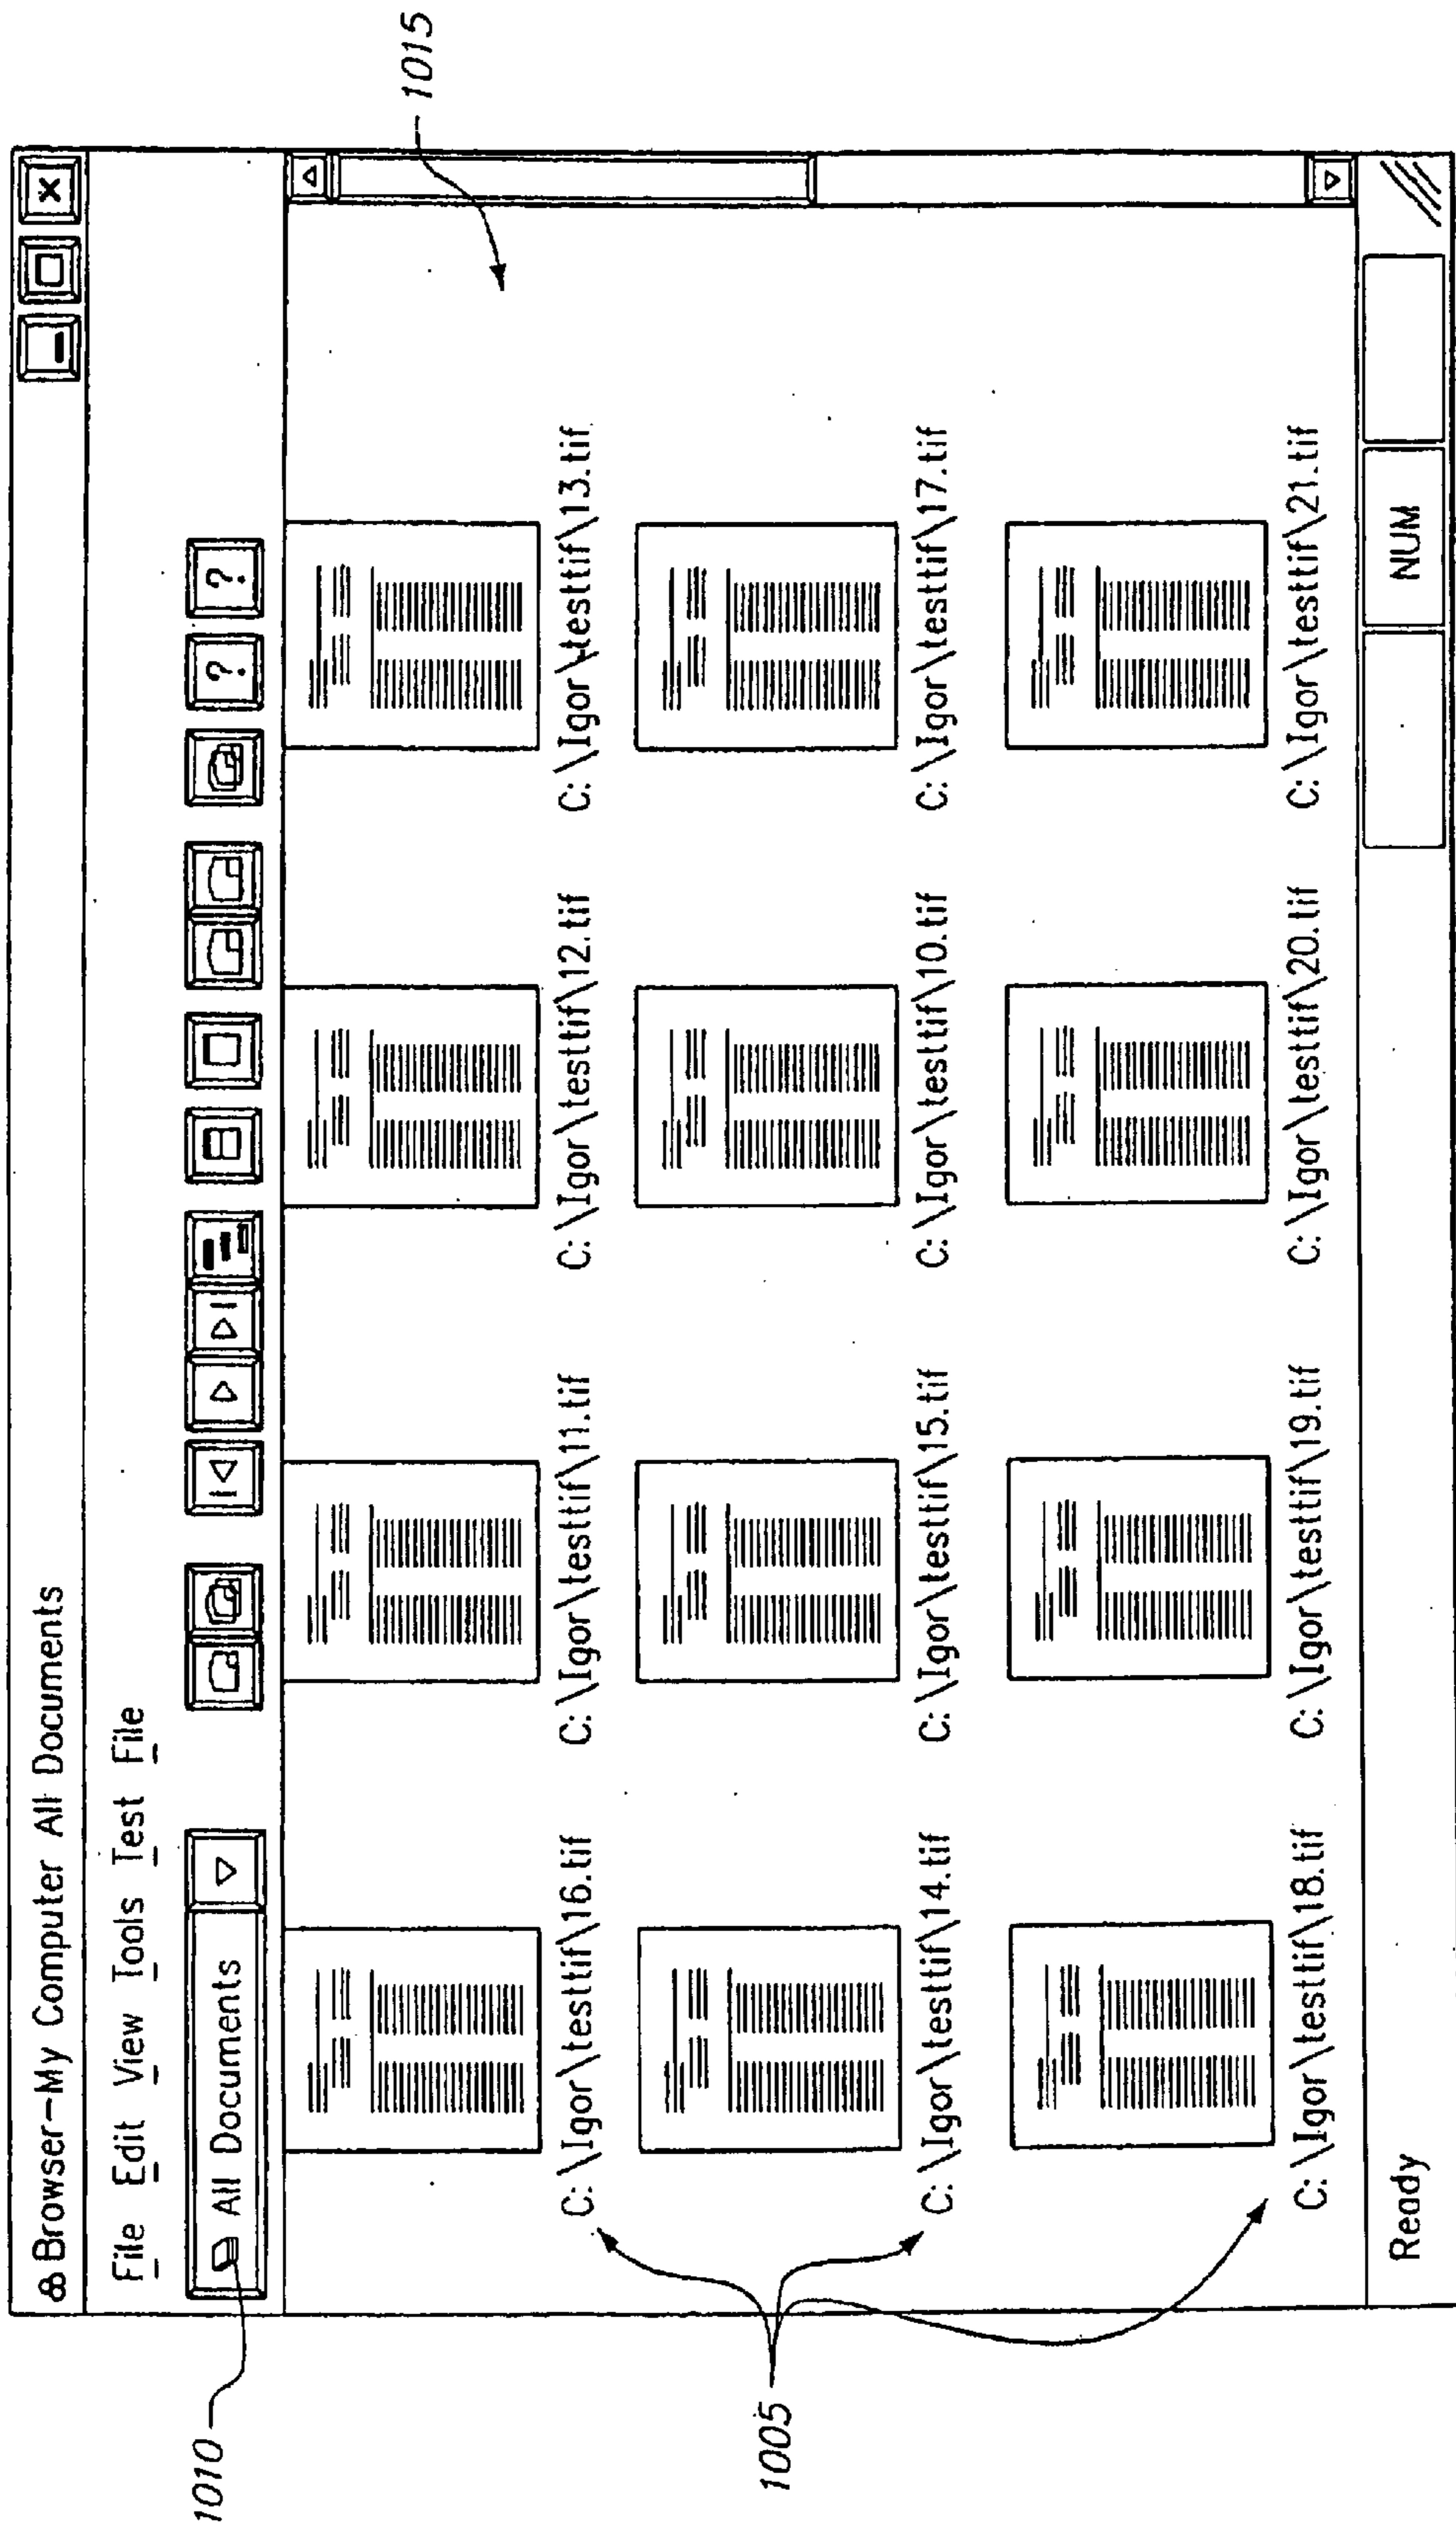 Browser-My Computer All Documents
File Edit View Tools Test File
1010
All Documents
? ?
1015
C:\Igor\testtif\16.tif C:\Igor\testtif\11.tif C:\Igor\testtif\12.tif C:\Igor\testtif\13.tif
C:\Igor\testtif\14.tif C:\Igor\testtif\15.tif C:\Igor\testtif\10.tif C:\Igor\testtif\17.tif
1005
C:\Igor\testtif\18.tif C:\Igor\testtif\19.tif C:\Igor\testtif\20.tif C:\Igor\testtif\21.tif
Ready NUM